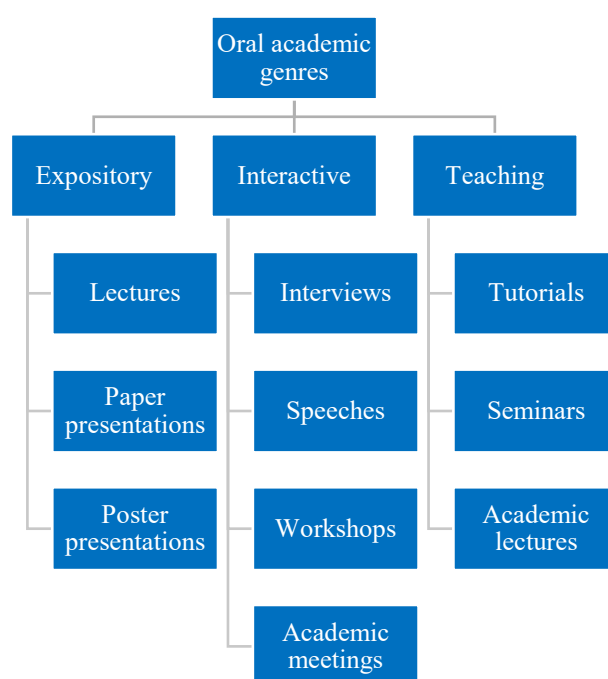 Oral academic
genres
Expository
Interactive
Teaching
Lectures
Interviews
Tutorials
Paper
presentations
Speeches
Seminars
Poster
presentations
Workshops
Academic
lectures
Academic
meetings